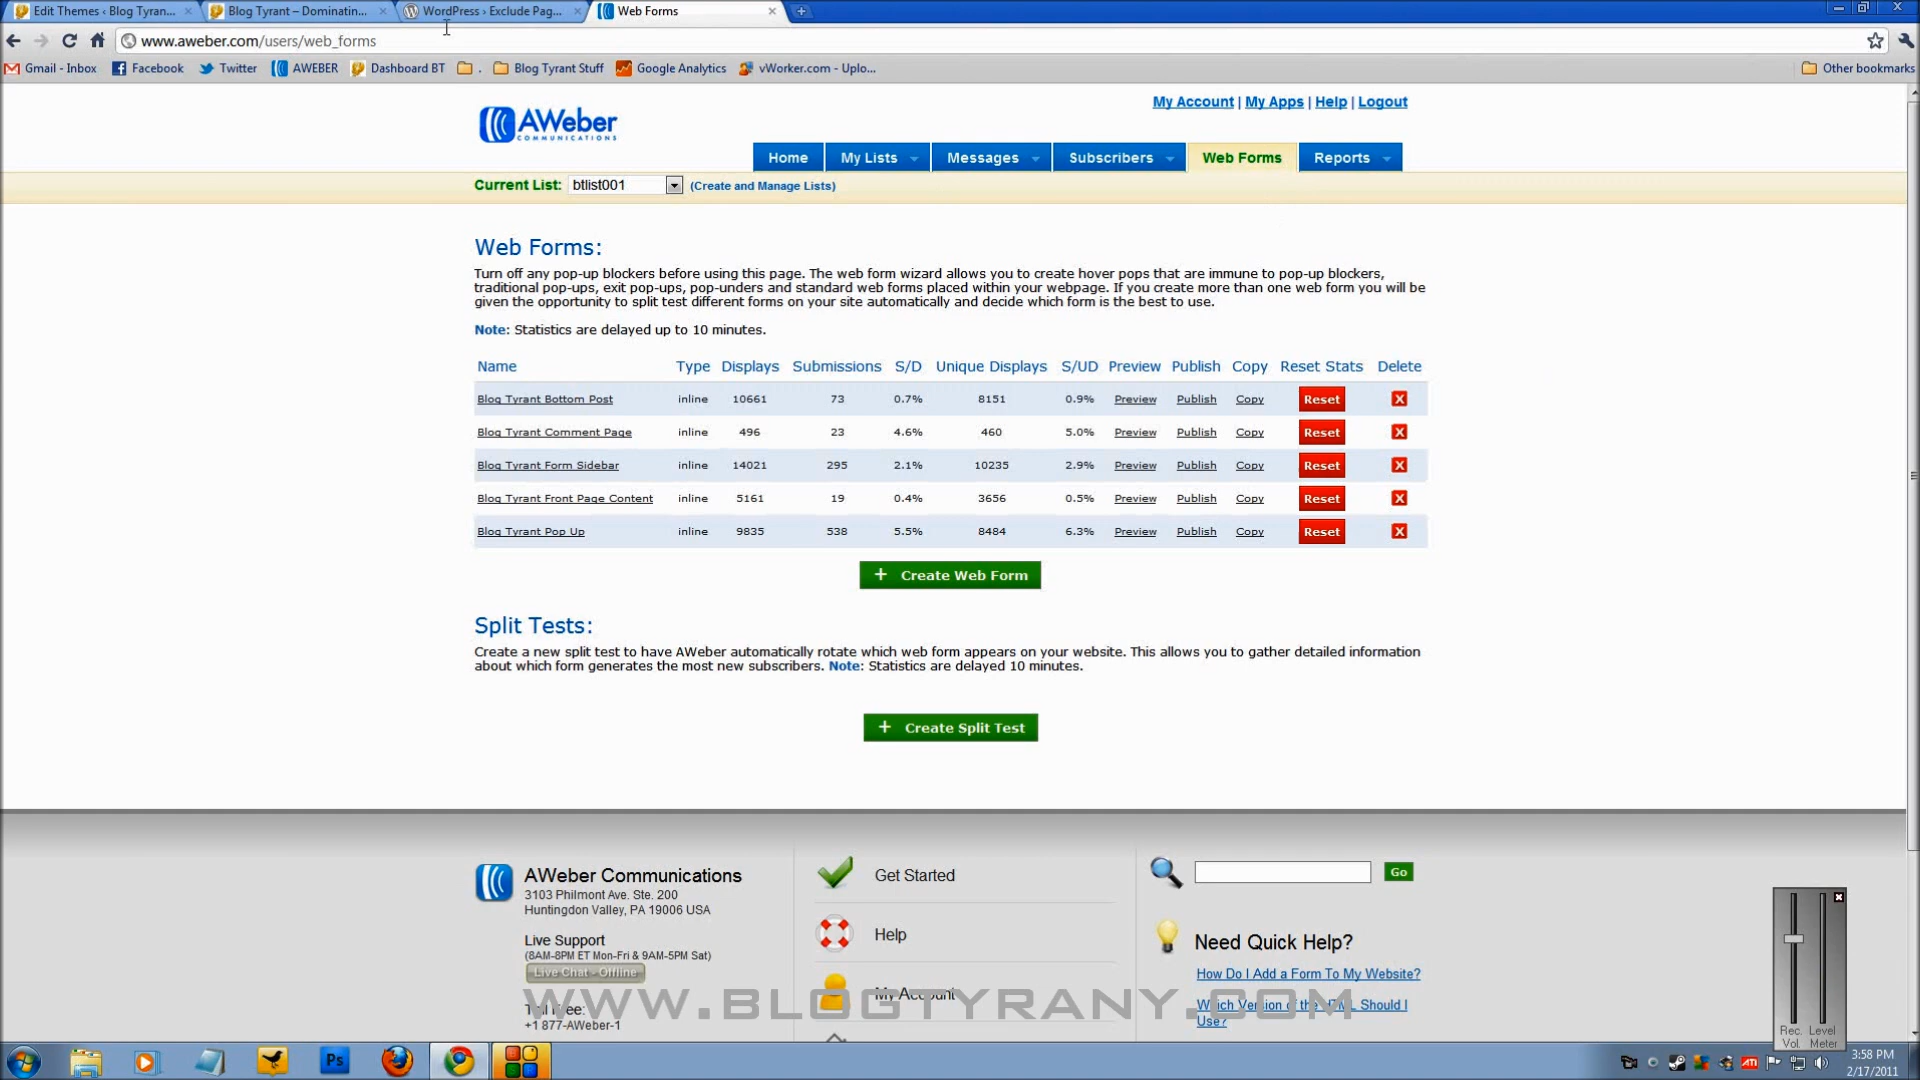 Edit Themes ‹ Blog Tyran...
Blog Tyrant – Dominatin...
WordPress › Exclude Pag...
Web Forms
www.aweber.com/users/web_forms
Gmail - Inbox
Facebook
Twitter
AWEBER
Dashboard BT
.
Blog Tyrant Stuff
Google Analytics
vWorker.com - Uplo...
Other bookmarks
AWeber
COMMUNICATIONS
My Account | My Apps | Help | Logout
Home
My Lists
Messages
Subscribers
Web Forms
Reports
Current List: btlist001 (Create and Manage Lists)
Web Forms:
Turn off any pop-up blockers before using this page. The web form wizard allows you to create hover pops that are immune to pop-up blockers,
traditional pop-ups, exit pop-ups, pop-unders and standard web forms placed within your webpage. If you create more than one web form you will be
given the opportunity to split test different forms on your site automatically and decide which form is the best to use.
Note: Statistics are delayed up to 10 minutes.
Name Type Displays Submissions S/D Unique Displays S/UD Preview Publish Copy Reset Stats Delete
Blog Tyrant Bottom Post inline 10661 73 0.7% 8151 0.9% Preview Publish Copy Reset X
Blog Tyrant Comment Page inline 496 23 4.6% 460 5.0% Preview Publish Copy Reset X
Blog Tyrant Form Sidebar inline 14021 295 2.1% 10235 2.9% Preview Publish Copy Reset X
Blog Tyrant Front Page Content inline 5161 19 0.4% 3656 0.5% Preview Publish Copy Reset X
Blog Tyrant Pop Up inline 9835 538 5.5% 8484 6.3% Preview Publish Copy Reset X
+ Create Web Form
Split Tests:
Create a new split test to have AWeber automatically rotate which web form appears on your website. This allows you to gather detailed information
about which form generates the most new subscribers. Note: Statistics are delayed 10 minutes.
+ Create Split Test
AWeber Communications
3103 Philmont Ave. Ste. 200
Huntingdon Valley, PA 19006 USA
Live Support
(8AM-8PM ET Mon-Fri & 9AM-5PM Sat)
Live Chat - Offline
Toll Free:
+1 877-AWeber-1
Get Started
Help
My Account
Go
Need Quick Help?
How Do I Add a Form To My Website?
Which Version of the HTML Should I
Use?
WWW.BLOGTYRANY.COM
Rec. Vol.
Level Meter
Ps
ATI
3:58 PM
2/17/2011